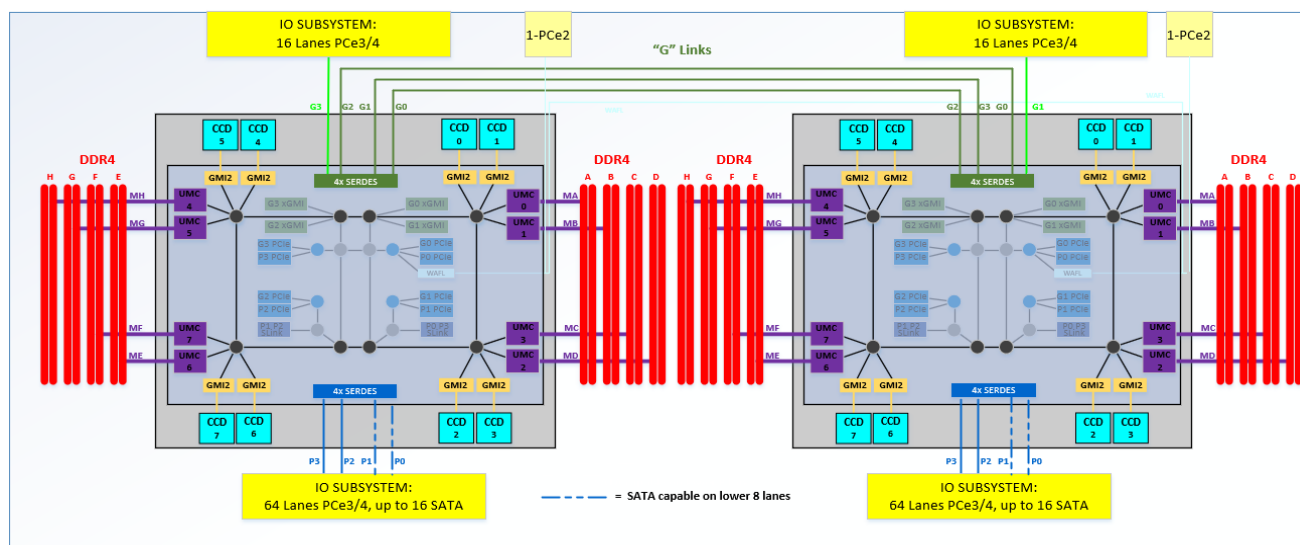 IO SUBSYSTEM:
16 Lanes PCe3/4
1-PCe2
IO SUBSYSTEM:
16 Lanes PCe3/4
1-PCe2
“G” Links
G3 G2 G1 G0
G2 G3 G0 G1
WAFL
CCD 5
CCD 4
CCD 0
CCD 1
CCD 5
CCD 4
CCD 0
CCD 1
DDR4
DDR4
DDR4
DDR4
H G F E
GMI2 GMI2
4x SERDES
GMI2 GMI2
A B C D
H G F E
GMI2 GMI2
4x SERDES
GMI2 GMI2
A B C D
MH
UMC 4
G3 xGMI
G0 xGMI
UMC 0
MA
MH
UMC 4
G3 xGMI
G0 xGMI
UMC 0
MA
MG
UMC 5
G2 xGMI
G1 xGMI
UMC 1
MB
MG
UMC 5
G2 xGMI
G1 xGMI
UMC 1
MB
G3 PCIe
G0 PCIe
G3 PCIe
G0 PCIe
P3 PCIe
P0 PCIe
P3 PCIe
P0 PCIe
WAFL
WAFL
G2 PCIe
G1 PCIe
G2 PCIe
G1 PCIe
P2 PCIe
P1 PCIe
P2 PCIe
P1 PCIe
MF
UMC 7
P1 P2 SLink
P0 P3 SLink
UMC 3
MC
MF
UMC 7
P1 P2 SLink
P0 P3 SLink
UMC 3
MC
ME
UMC 6
UMC 2
MD
ME
UMC 6
UMC 2
MD
GMI2 GMI2
4x SERDES
GMI2 GMI2
GMI2 GMI2
4x SERDES
GMI2 GMI2
CCD 7
CCD 6
CCD 2
CCD 3
CCD 7
CCD 6
CCD 2
CCD 3
P3 P2 P1 P0
P3 P2 P1 P0
IO SUBSYSTEM:
64 Lanes PCe3/4, up to 16 SATA
= SATA capable on lower 8 lanes
IO SUBSYSTEM:
64 Lanes PCe3/4, up to 16 SATA